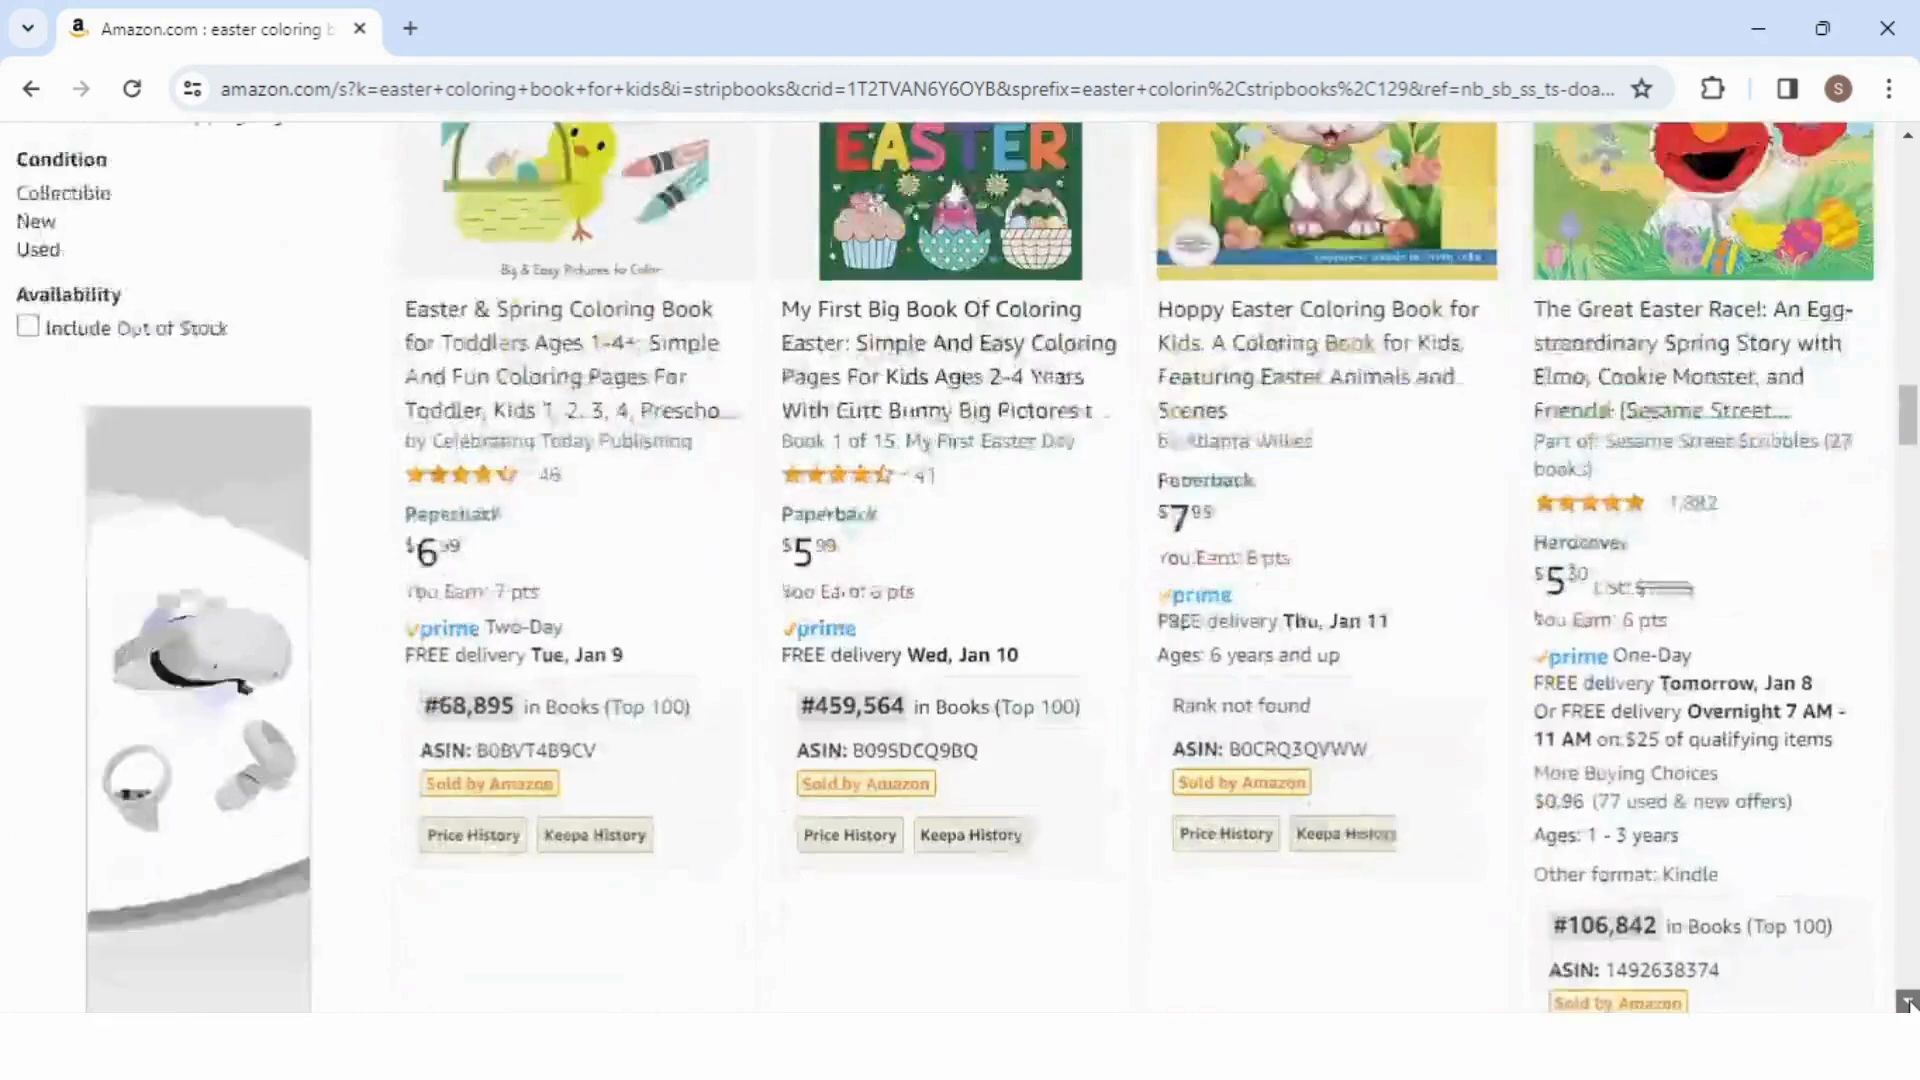 Amazon.com : easter coloring b
amazon.com/s?k=easter+coloring+book+for+kids&i=stripbooks&crid=1T2TVAN6Y6OYB&sprefix=easter+colorin%2Cstripbooks%2C129&ref=nb_sb_ss_ts-doa...
S
Condition
Collectible
New
Used
Availability
Include Out of Stock
Big & Easy Pictures to Color
Easter & Spring Coloring Book
for Toddlers Ages 1-4+: Simple
And Fun Coloring Pages For
Toddler, Kids 1, 2, 3, 4, Prescho...
by Celebrating Today Publishing
46
Paperback
$6.99
You Earn: 7 pts
prime Two-Day
FREE delivery Tue, Jan 9
#68,895 in Books (Top 100)
ASIN: B0BVT4B9CV
Sold by Amazon
Price History Keepa History
EASTER
My First Big Book Of Coloring
Easter: Simple And Easy Coloring
Pages For Kids Ages 2-4 Years
With Cute Bunny Big Pictures t...
Book 1 of 15: My First Easter Day
41
Paperback
$5.99
You Earn: pts
prime
FREE delivery Wed, Jan 10
#459,564 in Books (Top 100)
ASIN: B09SDCQ9BQ
Sold by Amazon
Price History Keepa History
Hoppy Easter Coloring Book for
Kids. A Coloring Book for Kids,
Featuring Easter Animals and
Scenes
by Atlanta Wilkes
Paperback
$7.99
You Earn: 8 pts
prime
FREE delivery Thu, Jan 11
Ages: 6 years and up
Rank not found
ASIN: B0CRQ3QVWW
Sold by Amazon
Price History Keepa History
The Great Easter Race!: An Egg-
straordinary Spring Story with
Elmo, Cookie Monster, and
Friends! (Sesame Street...
Part of: Sesame Street Scribbles (27
books)
1,882
Hardcover
$5.30 List:
You Earn: 6 pts
prime One-Day
FREE delivery Tomorrow, Jan 8
Or FREE delivery Overnight 7 AM -
11 AM on $25 of qualifying items
More Buying Choices
$0.96 (77 used & new offers)
Ages: 1 - 3 years
Other format: Kindle
#106,842 in Books (Top 100)
ASIN: 1492638374
Sold by Amazon